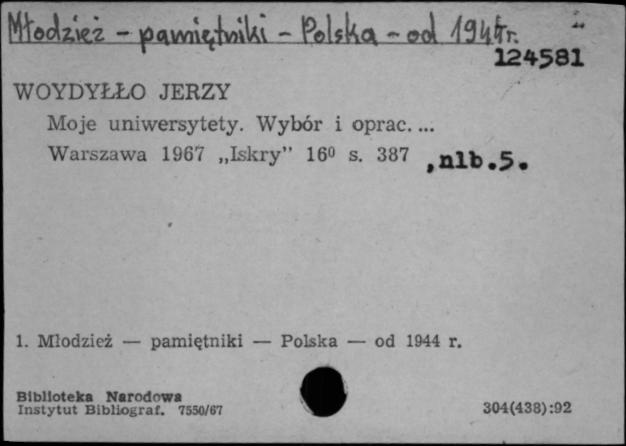 Młodzież - pamiętniki - Polska - od 1944r.
124581
WOYDYŁŁO JERZY
Moje uniwersytety. Wybór i oprac. ...
Warszawa 1967 „Iskry” 16⁰ s. 387 ,nlb.5.
1. Młodzież — pamiętniki — Polska — od 1944 r.
Biblioteka Narodowa
Instytut Bibliograf. 7550/67
304(438):92